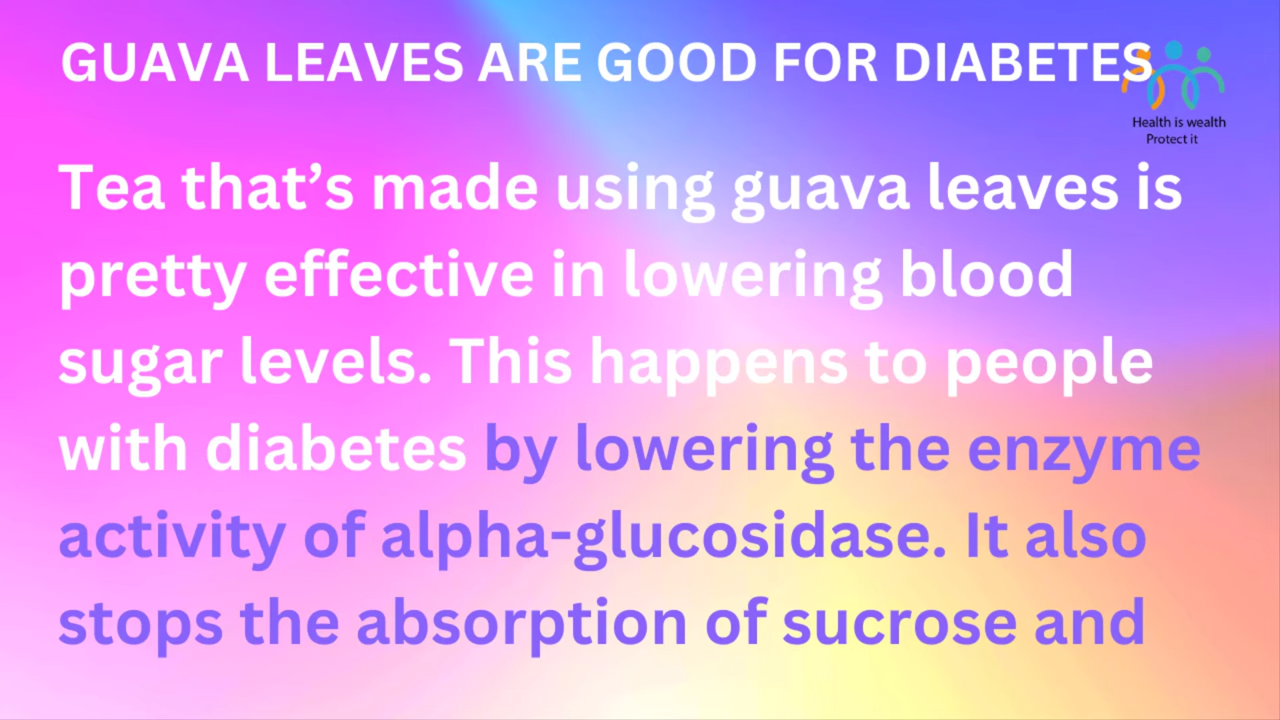 GUAVA LEAVES ARE GOOD FOR DIABETES
Health is wealth
Protect it
Tea that’s made using guava leaves is
pretty effective in lowering blood
sugar levels. This happens to people
with diabetes by lowering the enzyme
activity of alpha-glucosidase. It also
stops the absorption of sucrose and